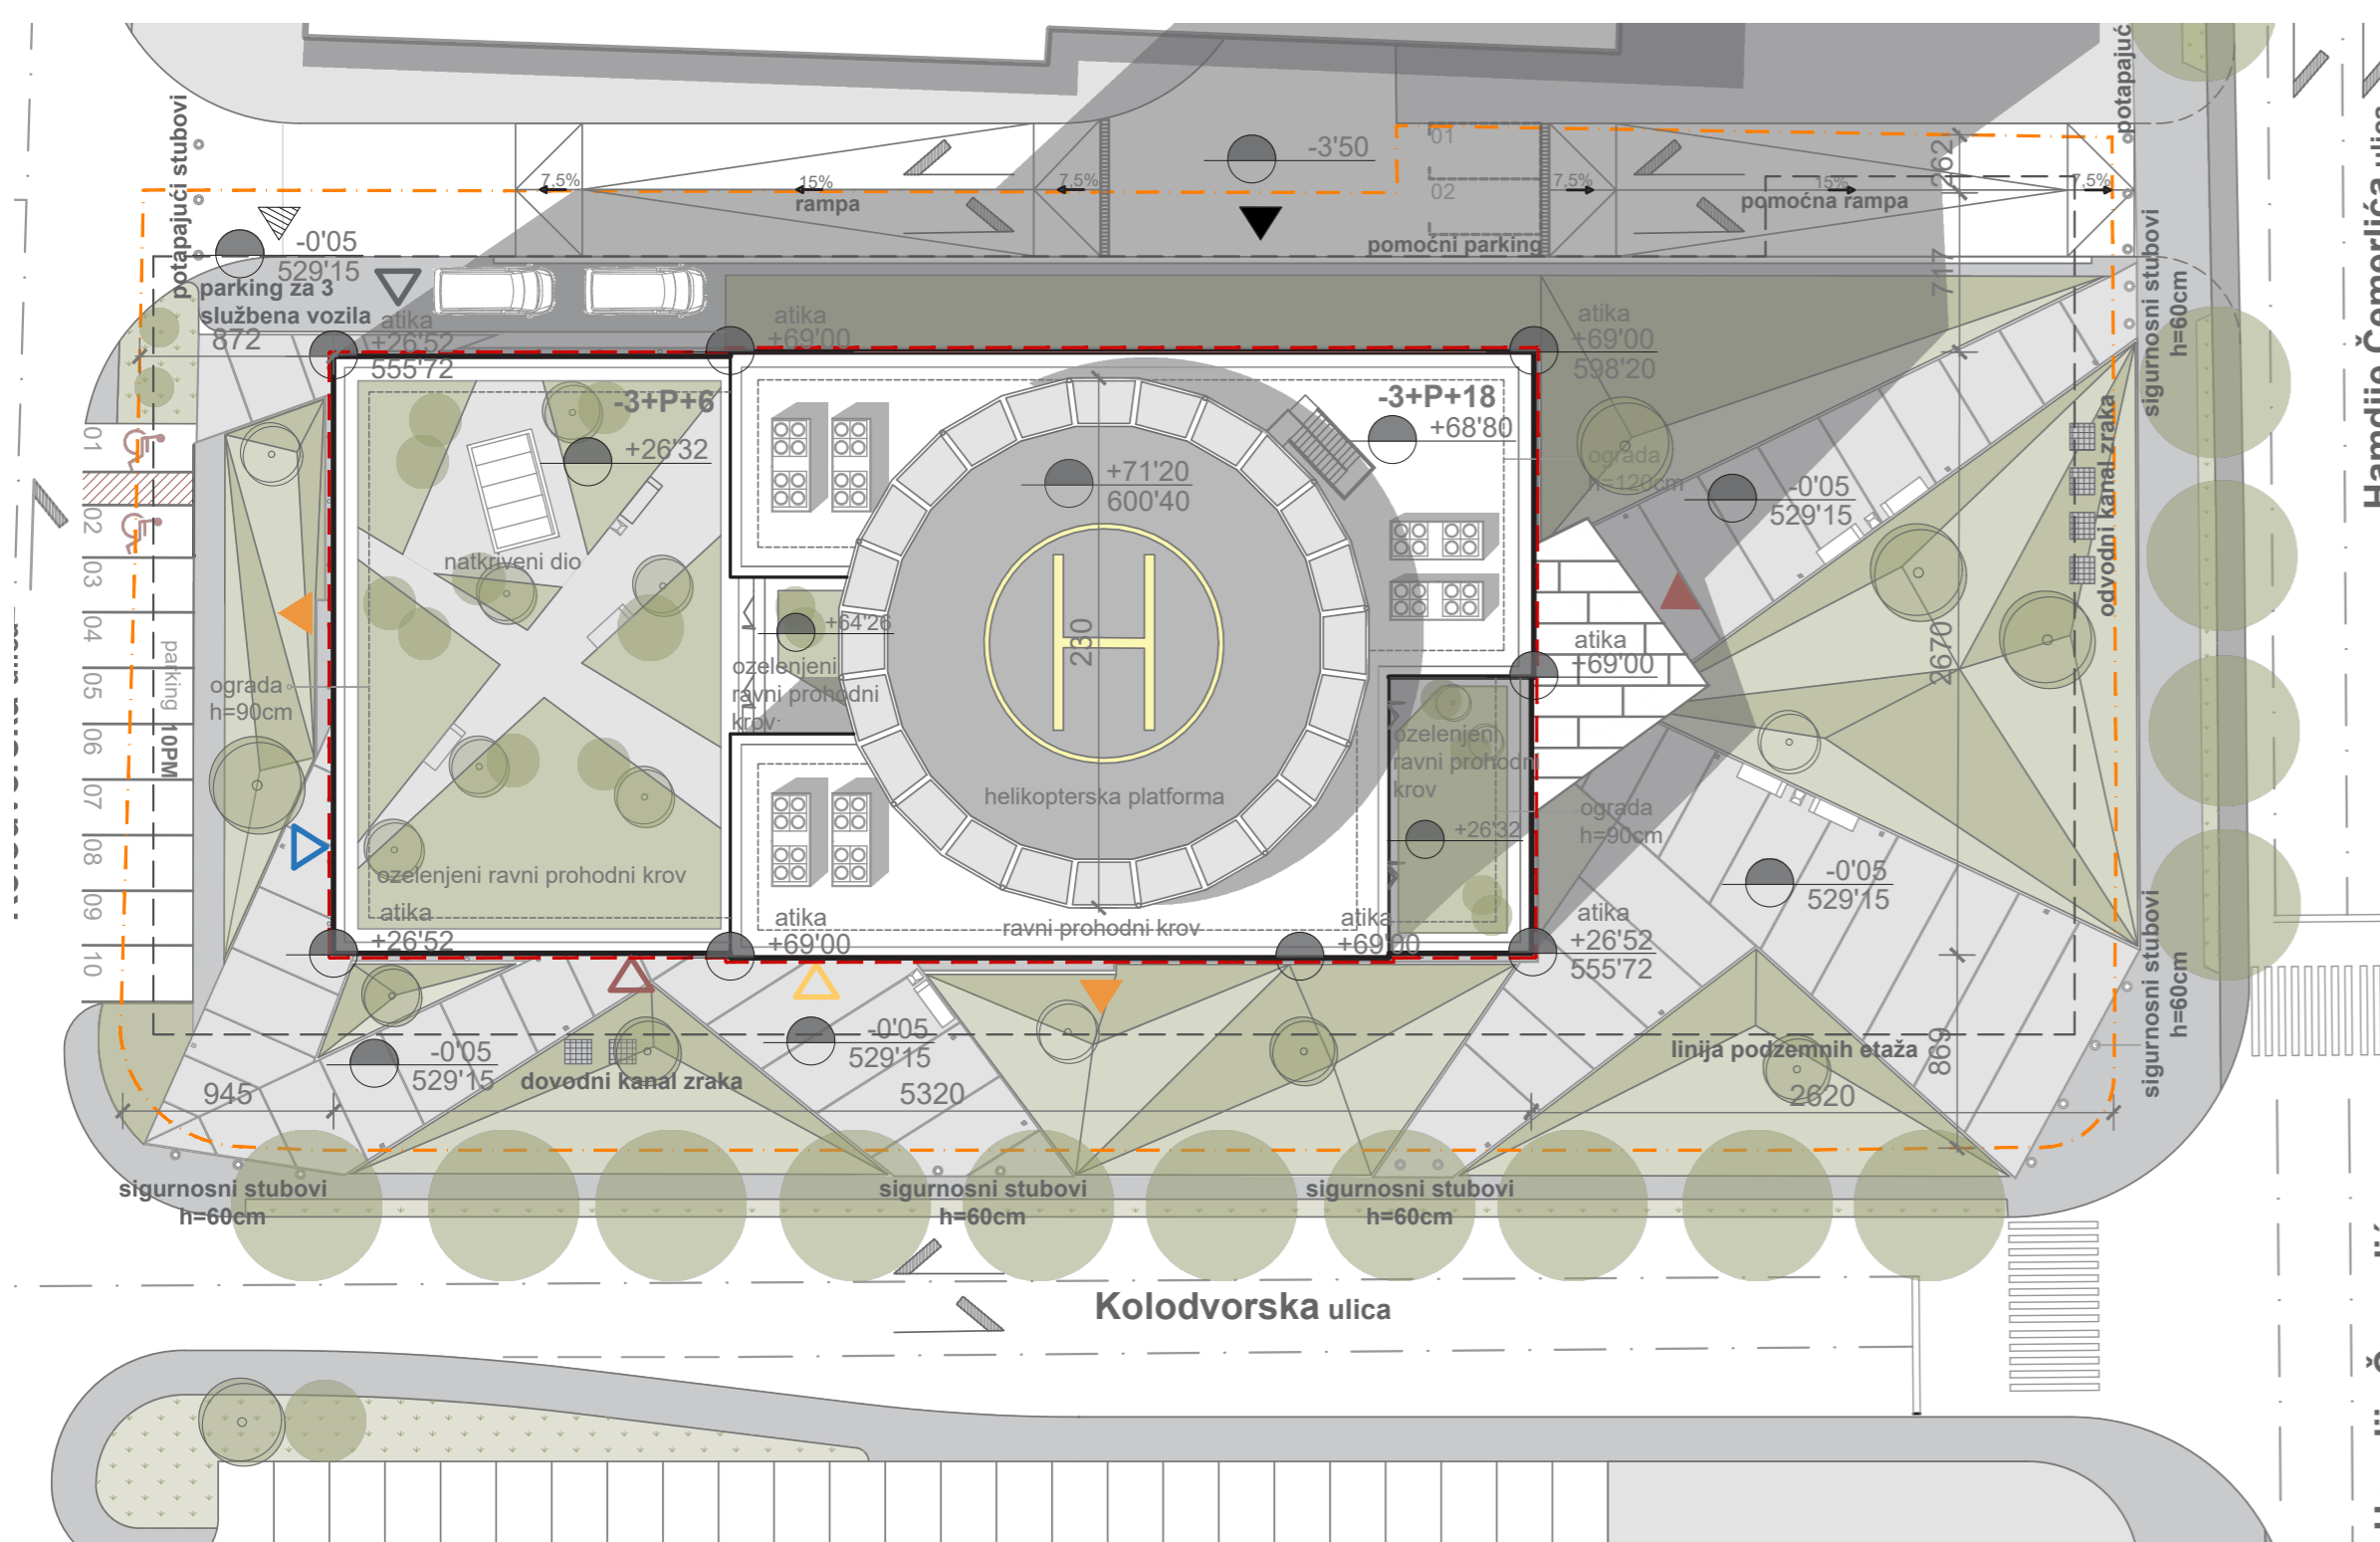 potapajući stubovi
-0'05
529'15
parking za 3
službena vozila
872
7,5%
15%
rampa
7,5%
-3'50
01
02
pomoćni parking
7,5%
15%
pomoćna rampa
7,5%
262
717
sigurnosni stubovi
h=60cm
Hamdije Čemerlića ulica
atika
+26'52
555'72
atika
+69'00
atika
+69'00
598'20
-3+P+6
+26'32
-3+P+18
+68'80
ograda
h=120cm
-0'05
529'15
odvodni kanal zraka
+71'20
600'40
230
helikopterska platforma
natkriveni dio
+64'26
ozelenjeni
ravni prohodni
krov
atika
+69'00
2670
01
02
03
04
05
06
07
08
09
10
parking 10PM
ograda
h=90cm
ozelenjeni
ravni prohodni
krov
+26'32
ograda
h=90cm
-0'05
529'15
ozelenjeni ravni prohodni krov
atika
+26'52
atika
+69'00
ravni prohodni krov
atika
+69'00
atika
+26'52
555'72
-0'05
529'15
-0'05
529'15
dovodni kanal zraka
linija podzemnih etaža
869
sigurnosni stubovi
h=60cm
945
5320
2620
sigurnosni stubovi
h=60cm
sigurnosni stubovi
h=60cm
sigurnosni stubovi
h=60cm
Kolodvorska ulica